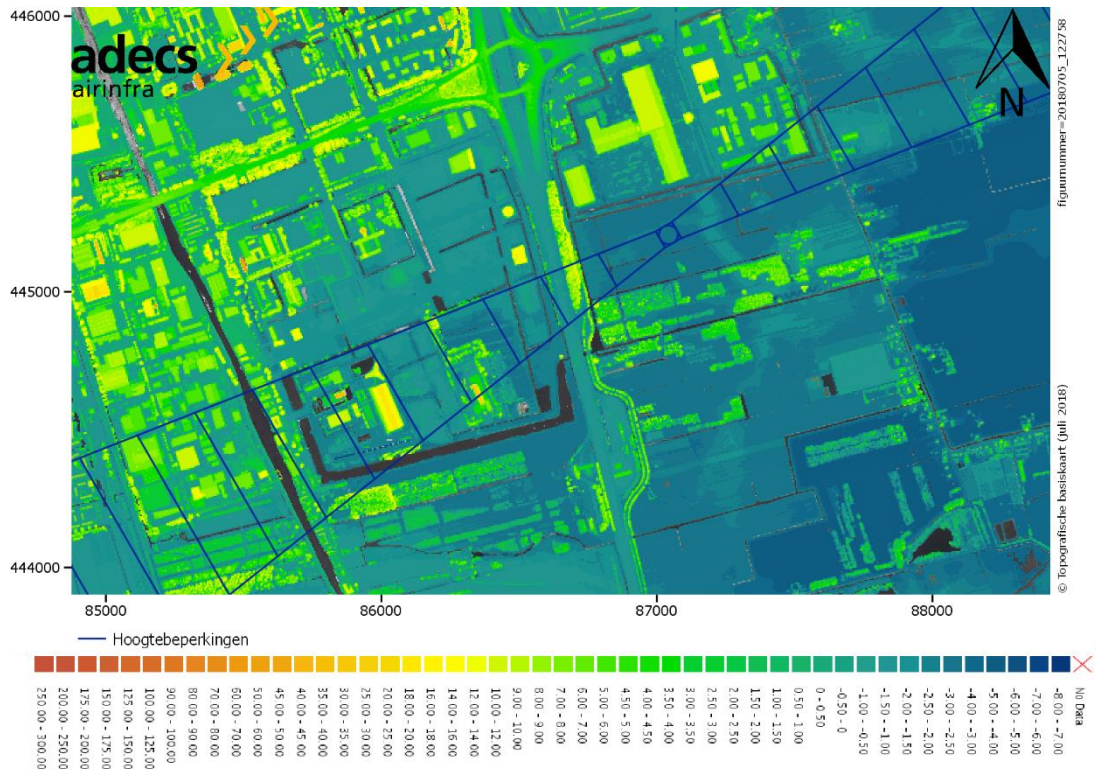 446000
adecs
airinfra
N
figuurnummer=20180705_122758
445000
© Topografische basiskaart (juli 2018)
444000
85000 86000 87000 88000
Hoogtebeperkingen
250.00 - 300.00
200.00 - 250.00
175.00 - 200.00
150.00 - 175.00
125.00 - 150.00
100.00 - 125.00
90.00 - 100.00
80.00 - 90.00
70.00 - 80.00
60.00 - 70.00
50.00 - 60.00
45.00 - 50.00
40.00 - 45.00
35.00 - 40.00
30.00 - 35.00
25.00 - 30.00
20.00 - 25.00
18.00 - 20.00
16.00 - 18.00
14.00 - 16.00
12.00 - 14.00
10.00 - 12.00
9.00 - 10.00
8.00 - 9.00
7.00 - 8.00
6.00 - 7.00
5.00 - 6.00
4.50 - 5.00
4.00 - 4.50
3.50 - 4.00
3.00 - 3.50
2.50 - 3.00
2.00 - 2.50
1.50 - 2.00
1.00 - 1.50
0.50 - 1.00
0 - 0.50
-0.50 - 0
-1.00 - -0.50
-1.50 - -1.00
-2.00 - -1.50
-2.50 - -2.00
-3.00 - -2.50
-4.00 - -3.00
-5.00 - -4.00
-6.00 - -5.00
-7.00 - -6.00
-8.00 - -7.00
No Data